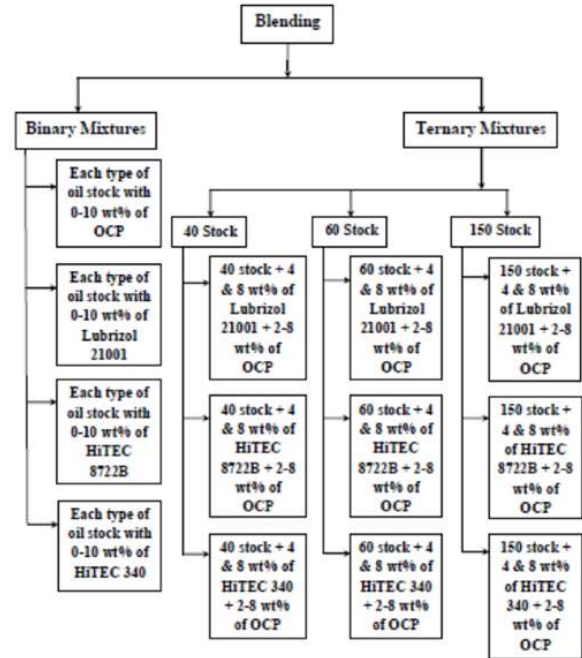 Blending
Binary Mixtures
Each type of
oil stock with
0-10 wt% of
OCP
Each type of
oil stock with
0-10 wt% of
Lubrizol
21001
Each type of
oil stock with
0-10 wt% of
HiTEC
8722B
Each type of
oil stock with
0-10 wt% of
HiTEC 340
Ternary Mixtures
40 Stock
40 stock + 4
& 8 wt% of
Lubrizol
21001 + 2-8
wt% of
OCP
40 stock + 4
& 8 wt% of
HiTEC
8722B + 2-8
wt% of
OCP
40 stock + 4
& 8 wt% of
HiTEC 340
+ 2-8 wt%
of OCP
60 Stock
60 stock + 4
& 8 wt% of
Lubrizol
21001 + 2-8
wt% of
OCP
60 stock + 4
& 8 wt% of
HiTEC
8722B + 2-8
wt% of
OCP
60 stock + 4
& 8 wt% of
HiTEC 340
+ 2-8 wt%
of OCP
150 Stock
150 stock +
4 & 8 wt%
of Lubrizol
21001 + 2-8
wt% of
OCP
150 stock +
4 & 8 wt%
of HiTEC
8722B + 2-8
wt% of
OCP
150 stock +
4 & 8 wt%
of HiTEC
340 + 2-8
wt% of
OCP